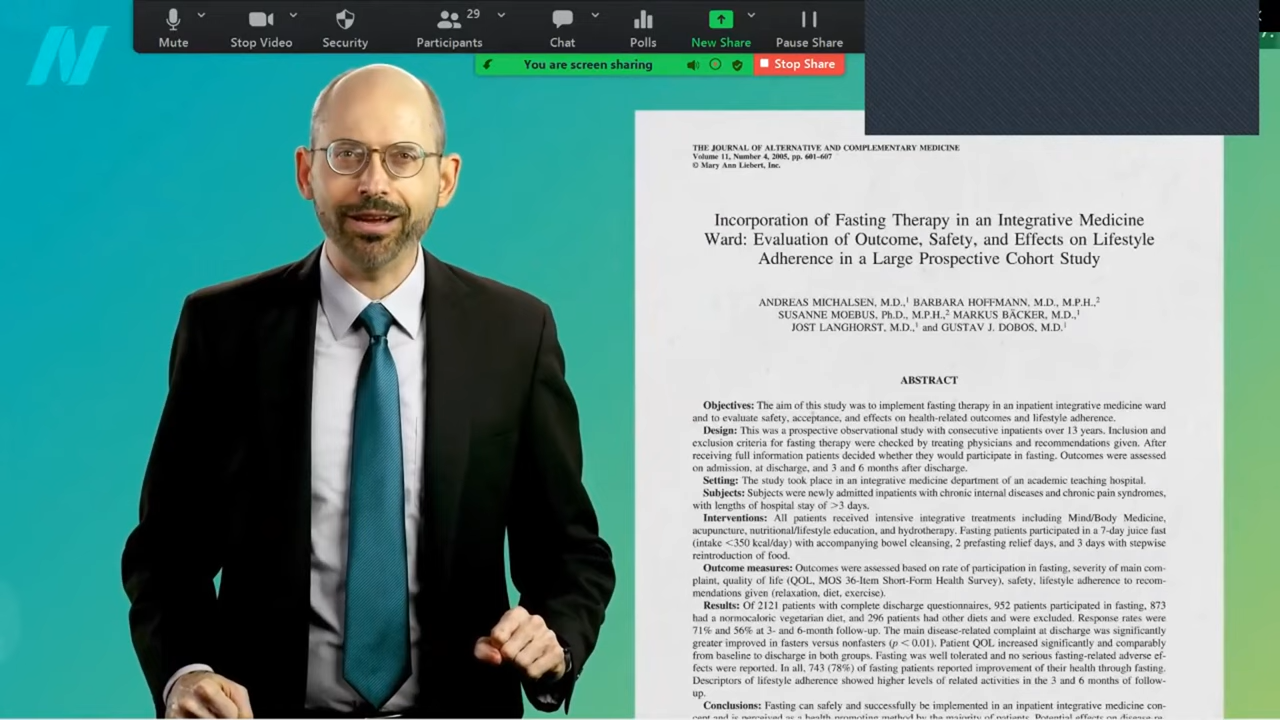 29
Mute
Stop Video
Security
Participants
Chat
Polls
New Share
Pause Share
You are screen sharing
Stop Share
THE JOURNAL OF ALTERNATIVE AND COMPLEMENTARY MEDICINE
Volume 11, Number 4, 2005, pp. 601–607
© Mary Ann Liebert, Inc.
Incorporation of Fasting Therapy in an Integrative Medicine
Ward: Evaluation of Outcome, Safety, and Effects on Lifestyle
Adherence in a Large Prospective Cohort Study
ANDREAS MICHALSEN, M.D.,1 BARBARA HOFFMANN, M.D., M.P.H.,2
SUSANNE MOEBUS, Ph.D., M.P.H.,2 MARKUS BÄCKER, M.D.,1
JOST LANGHORST, M.D.,1 and GUSTAV J. DOBOS, M.D.1
ABSTRACT
Objectives: The aim of this study was to implement fasting therapy in an inpatient integrative medicine ward
and to evaluate safety, acceptance, and effects on health-related outcomes and lifestyle adherence.
Design: This was a prospective observational study with consecutive inpatients over 13 years. Inclusion and
exclusion criteria for fasting therapy were checked by treating physicians and recommendations given. After
receiving full information patients decided whether they would participate in fasting. Outcomes were assessed
on admission, at discharge, and 3 and 6 months after discharge.
Setting: The study took place in an integrative medicine department of an academic teaching hospital.
Subjects: Subjects were newly admitted inpatients with chronic internal diseases and chronic pain syndromes,
with lengths of hospital stay of >3 days.
Interventions: All patients received intensive integrative treatments including Mind/Body Medicine,
acupuncture, nutritional/lifestyle education, and hydrotherapy. Fasting patients participated in a 7-day juice fast
(intake <350 kcal/day) with accompanying bowel cleansing, 2 prefasting relief days, and 3 days with stepwise
reintroduction of food.
Outcome measures: Outcomes were assessed based on rate of participation in fasting, severity of main com-
plaint, quality of life (QOL, MOS 36-Item Short-Form Health Survey), safety, lifestyle adherence to recom-
mendations given (relaxation, diet, exercise).
Results: Of 2121 patients with complete discharge questionnaires, 952 patients participated in fasting, 873
had a normocaloric vegetarian diet, and 296 patients had other diets and were excluded. Response rates were
71% and 56% at 3- and 6-month follow-up. The main disease-related complaint at discharge was significantly
greater improved in fasters versus nonfasters (p < 0.01). Patient QOL increased significantly and comparably
from baseline to discharge in both groups. Fasting was well tolerated and no serious fasting-related adverse ef-
fects were reported. In all, 743 (78%) of fasting patients reported improvement of their health through fasting.
Descriptors of lifestyle adherence showed higher levels of related activities in the 3 and 6 months of follow-
up.
Conclusions: Fasting can safely and successfully be implemented in an inpatient integrative medicine con-
cept and is perceived as a health promoting method by the majority of patients. Potential effects on disease-